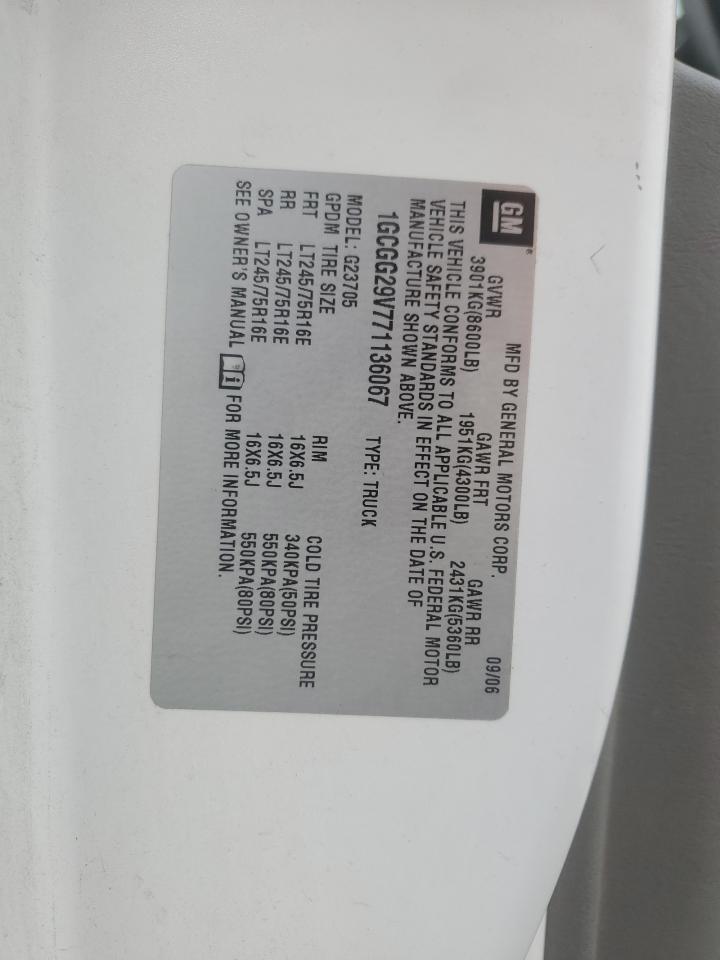 GM® MFD BY GENERAL MOTORS CORP. 09/06
GVWR GAWR FRT GAWR RR
3901KG(8600LB) 1951KG(4300LB) 2431KG(5360LB)
THIS VEHICLE CONFORMS TO ALL APPLICABLE U.S. FEDERAL MOTOR
VEHICLE SAFETY STANDARDS IN EFFECT ON THE DATE OF
MANUFACTURE SHOWN ABOVE.
1GCGG29V771136067 TYPE: TRUCK
MODEL: G23705
GPDM TIRE SIZE RIM COLD TIRE PRESSURE
FRT LT245/75R16E 16X6.5J 340KPA(50PSI)
RR LT245/75R16E 16X6.5J 550KPA(80PSI)
SPA LT245/75R16E 16X6.5J 550KPA(80PSI)
SEE OWNER'S MANUAL i FOR MORE INFORMATION.